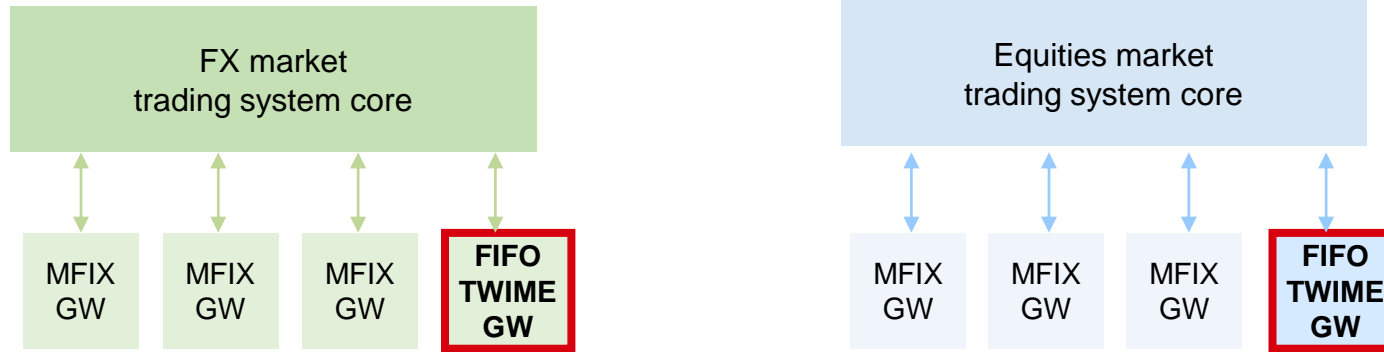 FX market
trading system core
MFIX
GW
MFIX
GW
MFIX
GW
FIFO
TWIME
GW
Equities market
trading system core
MFIX
GW
MFIX
GW
MFIX
GW
FIFO
TWIME
GW